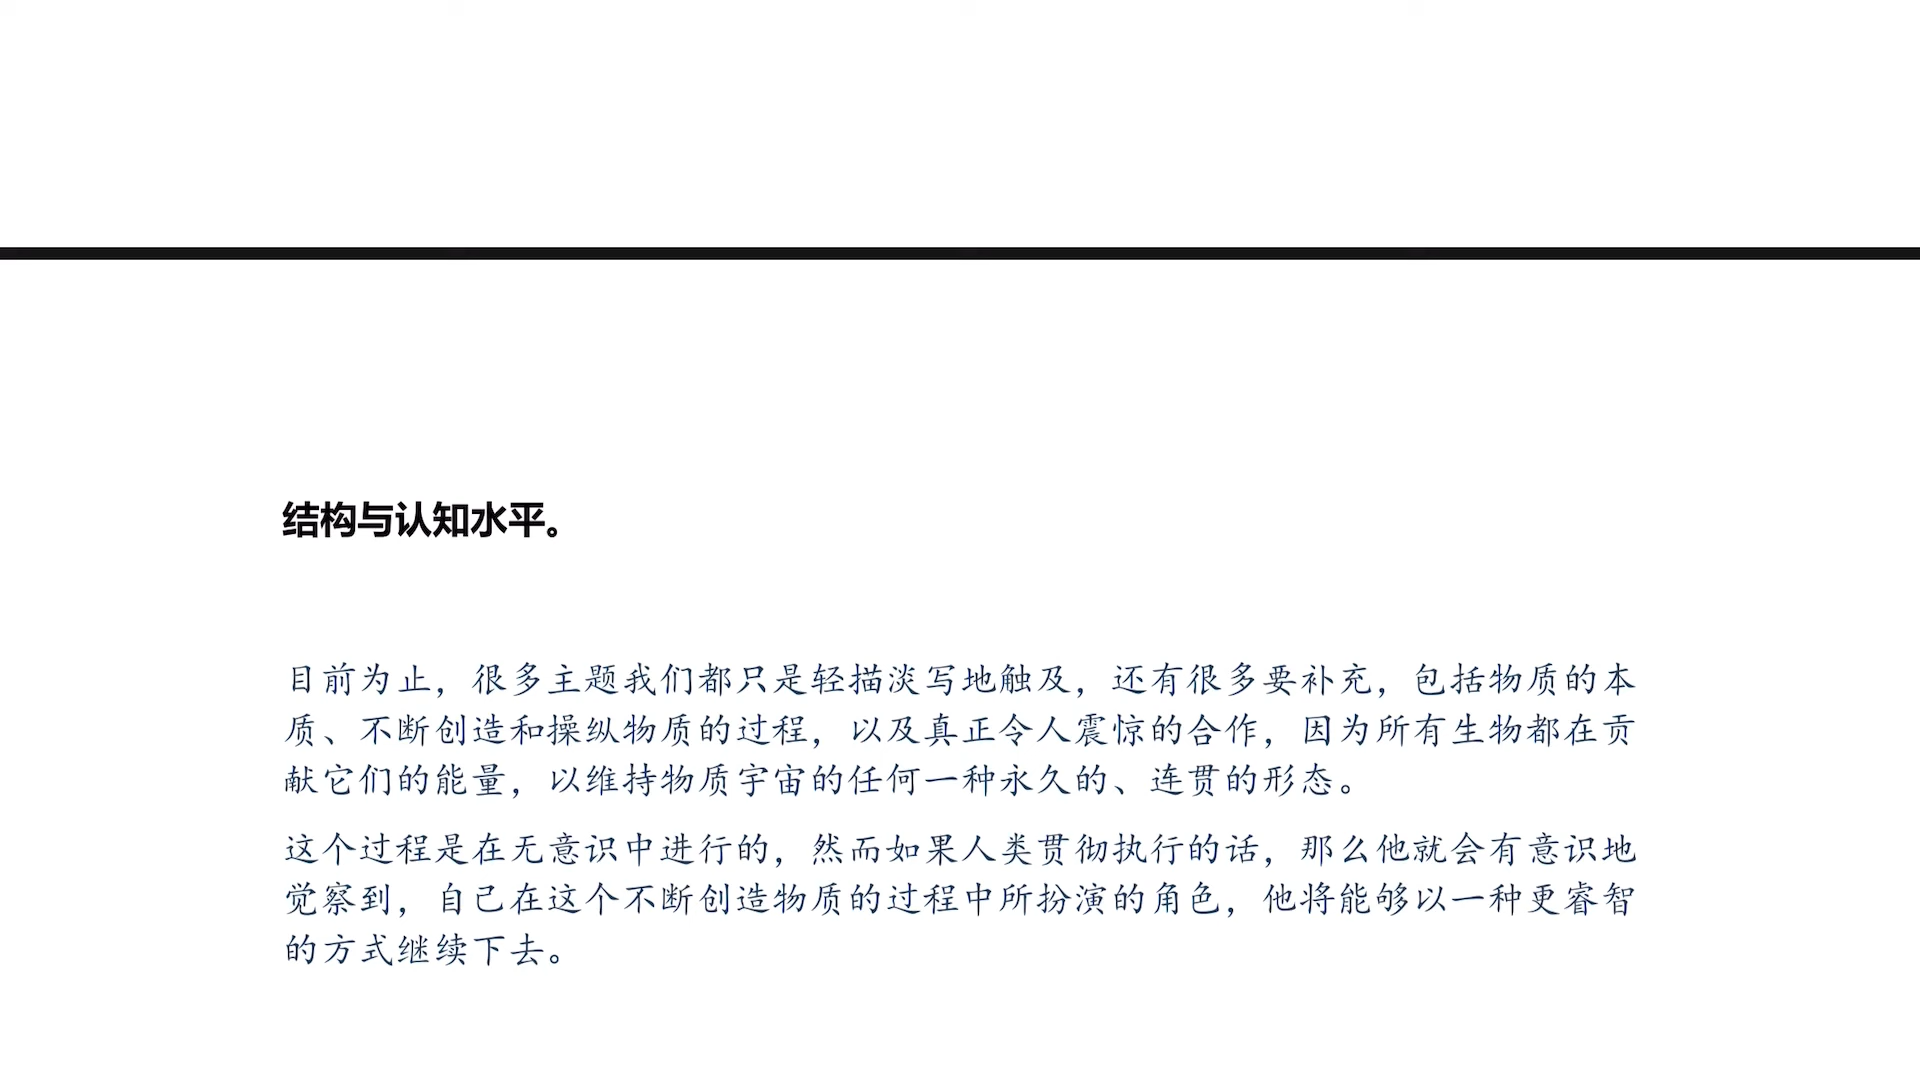 结构与认知水平。
目前为止，很多主题我们都只是轻描淡写地触及，还有很多要补充，包括物质的本
质、不断创造和操纵物质的过程，以及真正令人震惊的合作，因为所有生物都在贡
献它们的能量，以维持物质宇宙的任何一种永久的、连贯的形态。
这个过程是在无意识中进行的，然而如果人类贯彻执行的话，那么他就会有意识地
觉察到，自己在这个不断创造物质的过程中所扮演的角色，他将能够以一种更睿智
的方式继续下去。